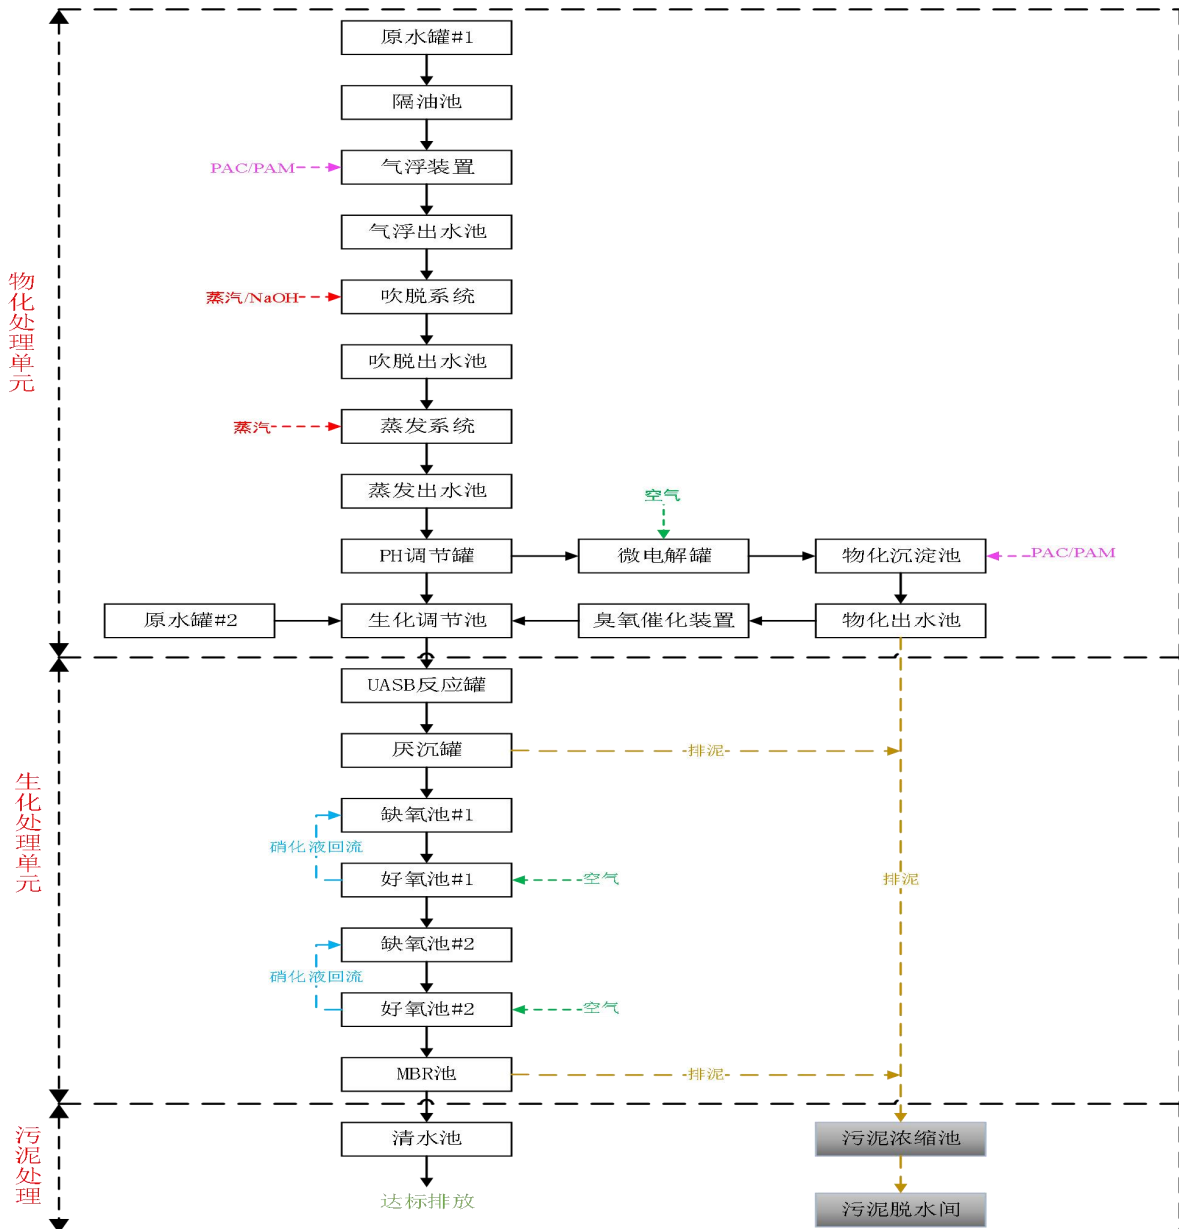 原水罐#1
隔油池
PAC/PAM
气浮装置
气浮出水池
物化处理单元
蒸汽/NaOH
吹脱系统
吹脱出水池
蒸汽
蒸发系统
蒸发出水池
空气
PH调节罐
微电解罐
物化沉淀池
PAC/PAM
原水罐#2
生化调节池
臭氧催化装置
物化出水池
UASB反应罐
厌沉罐
排泥
生化处理单元
缺氧池#1
硝化液回流
好氧池#1
空气
排泥
缺氧池#2
硝化液回流
好氧池#2
空气
MBR池
排泥
污泥处理
清水池
污泥浓缩池
达标排放
污泥脱水间